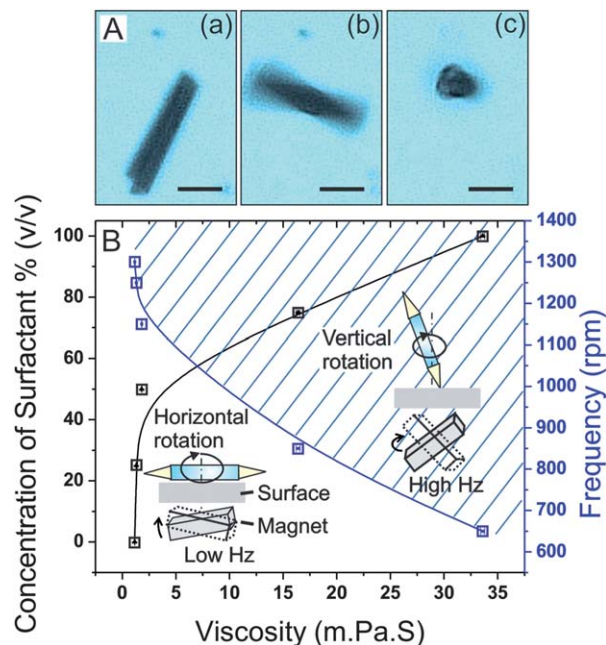 A
(a)
(b)
(c)
B
Concentration of Surfactant % (v/v)
100
80
60
40
20
0
1400
1300
1200
1100
1000
900
800
700
600
Frequency (rpm)
Vertical
rotation
High Hz
Horizontal
rotation
Surface
Magnet
Low Hz
0
5
10
15
20
25
30
35
Viscosity (m.Pa.S)